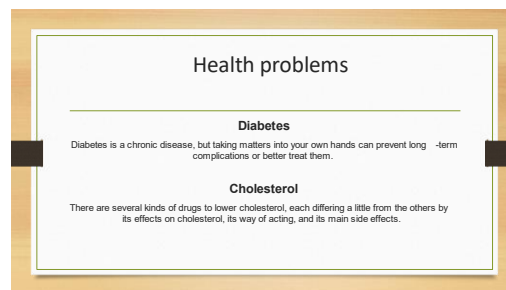 Health problems
Diabetes
Diabetes is a chronic disease, but taking matters into your own hands can prevent long -term
complications or better treat them.
Cholesterol
There are several kinds of drugs to lower cholesterol, each differing a little from the others by
its effects on cholesterol, its way of acting, and its main side effects.